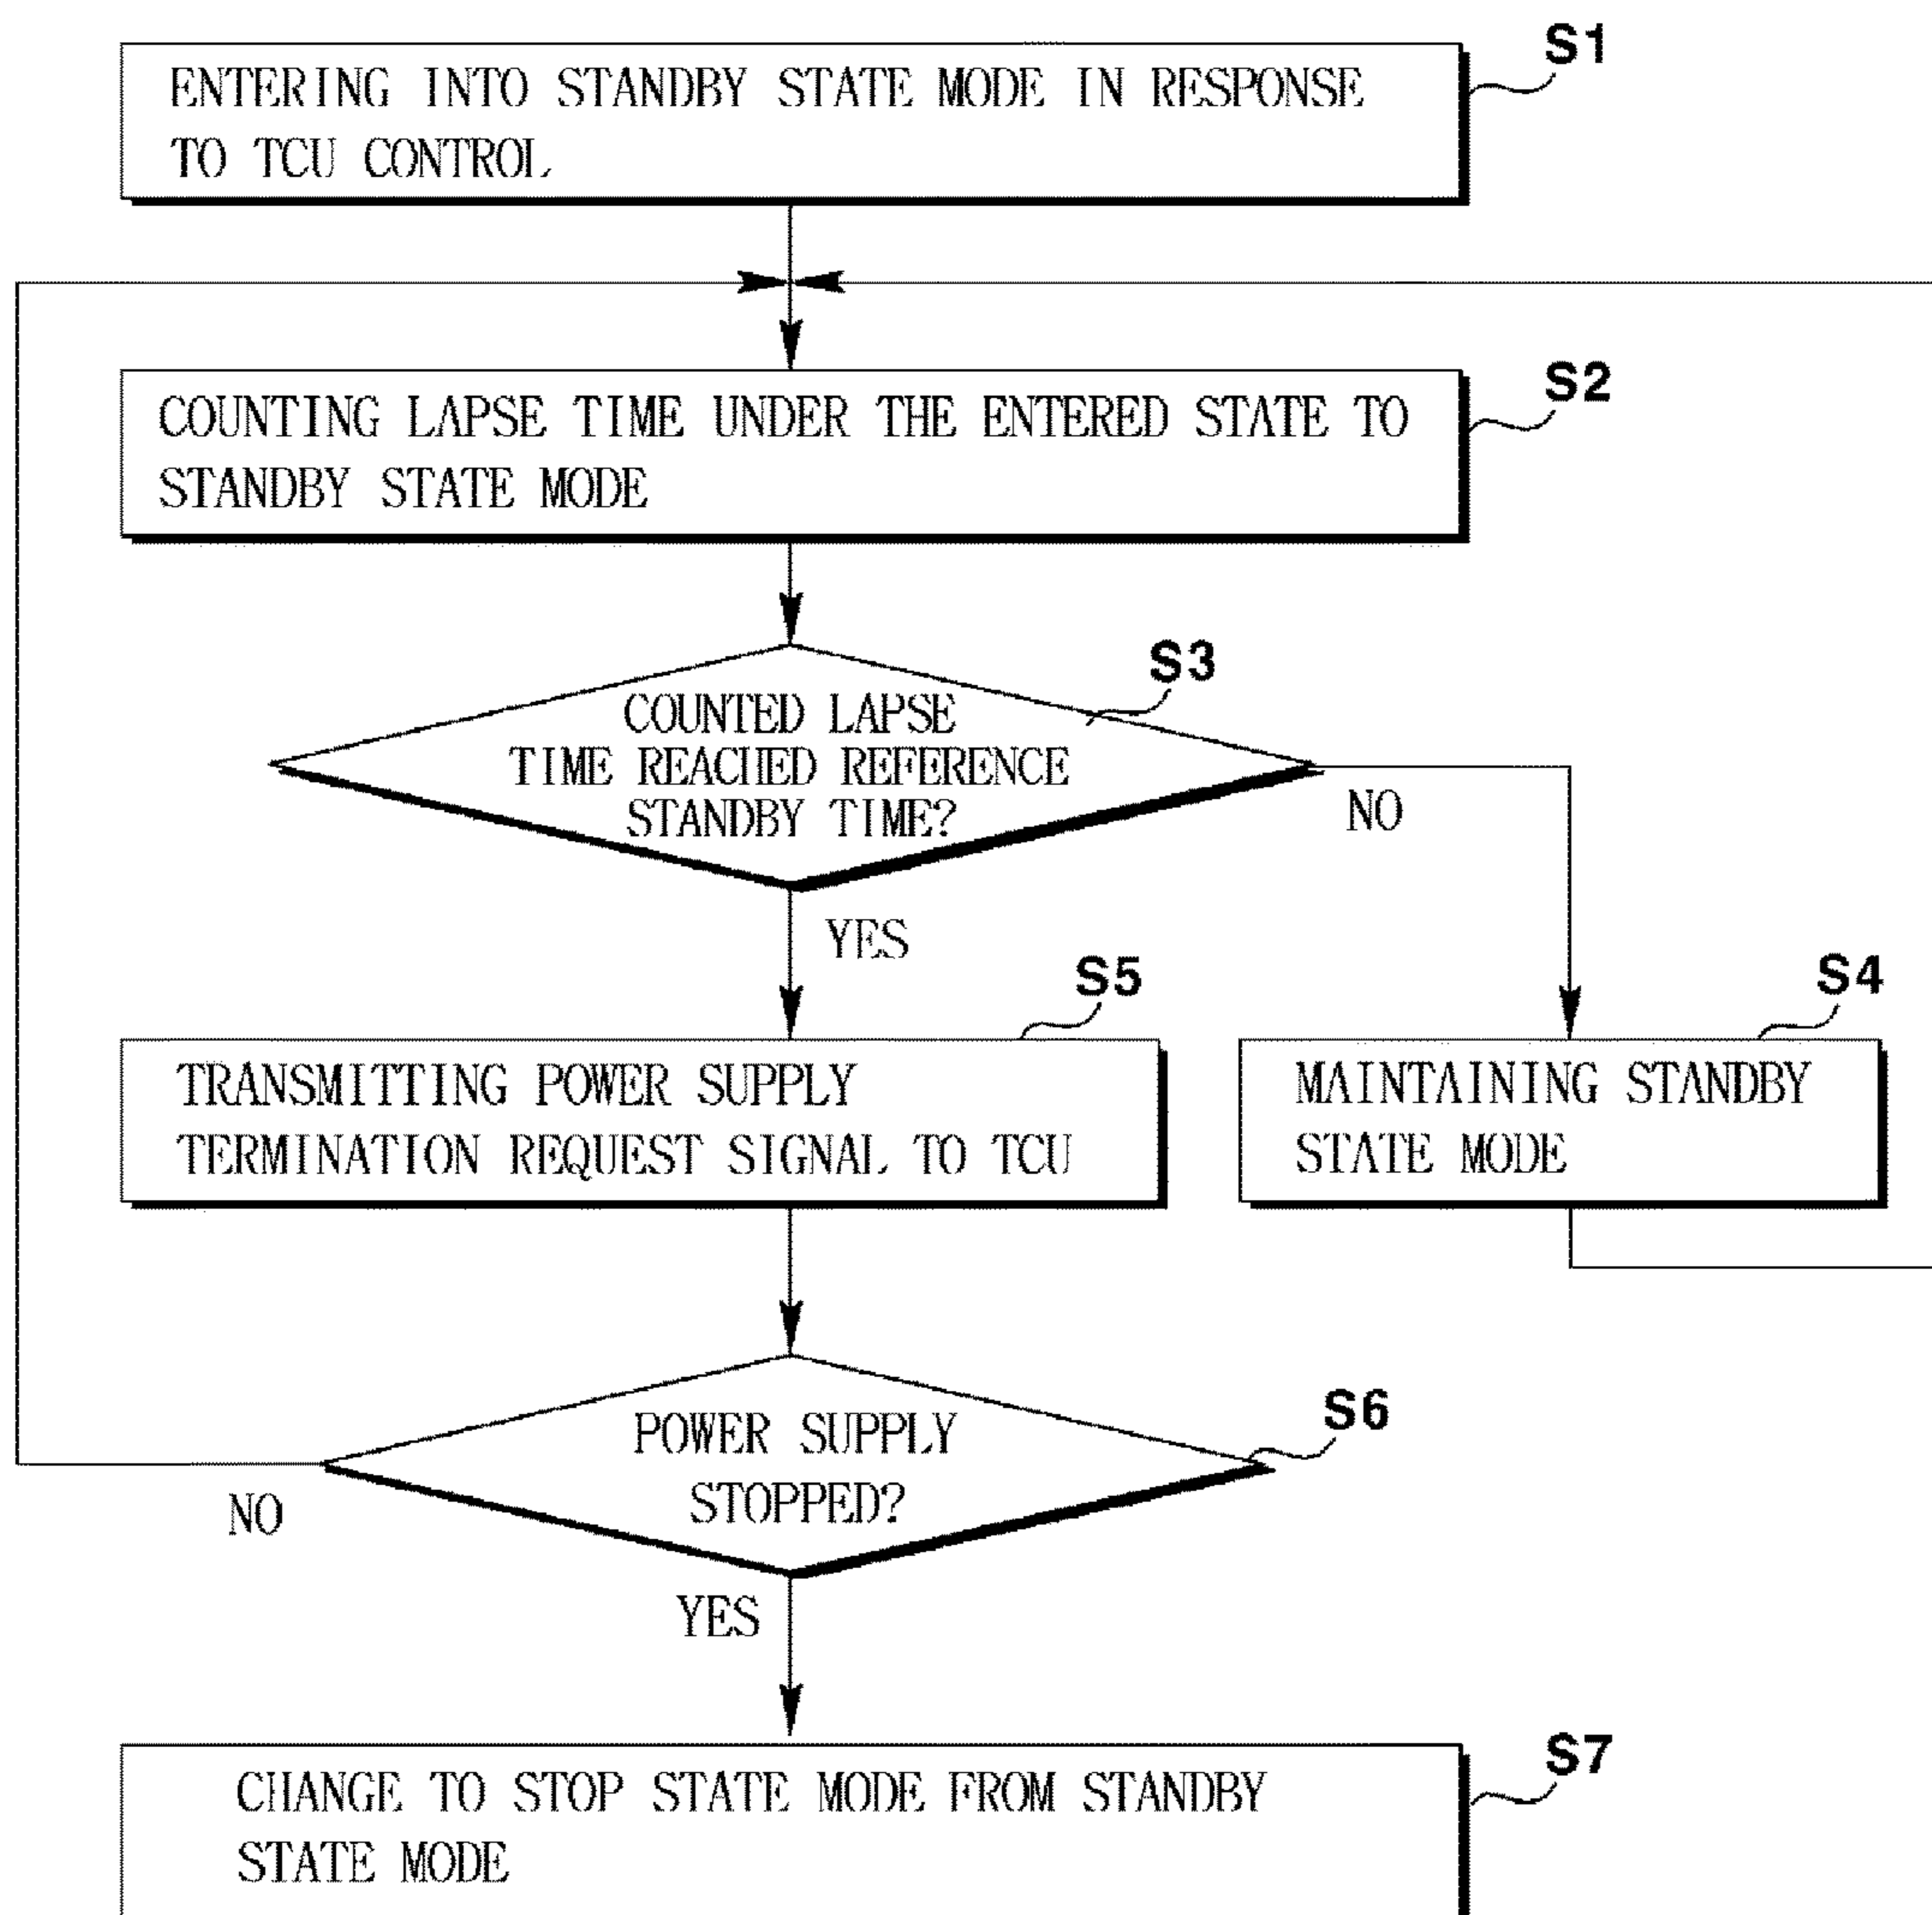 S1
ENTERING INTO STANDBY STATE MODE IN RESPONSE
TO TCU CONTROL
S2
COUNTING LAPSE TIME UNDER THE ENTERED STATE TO
STANDBY STATE MODE
S3
COUNTED LAPSE
TIME REACHED REFERENCE
STANDBY TIME?
NO
YES
S5
TRANSMITTING POWER SUPPLY
TERMINATION REQUEST SIGNAL TO TCU
S4
MAINTAINING STANDBY
STATE MODE
S6
POWER SUPPLY
STOPPED?
NO
YES
S7
CHANGE TO STOP STATE MODE FROM STANDBY
STATE MODE